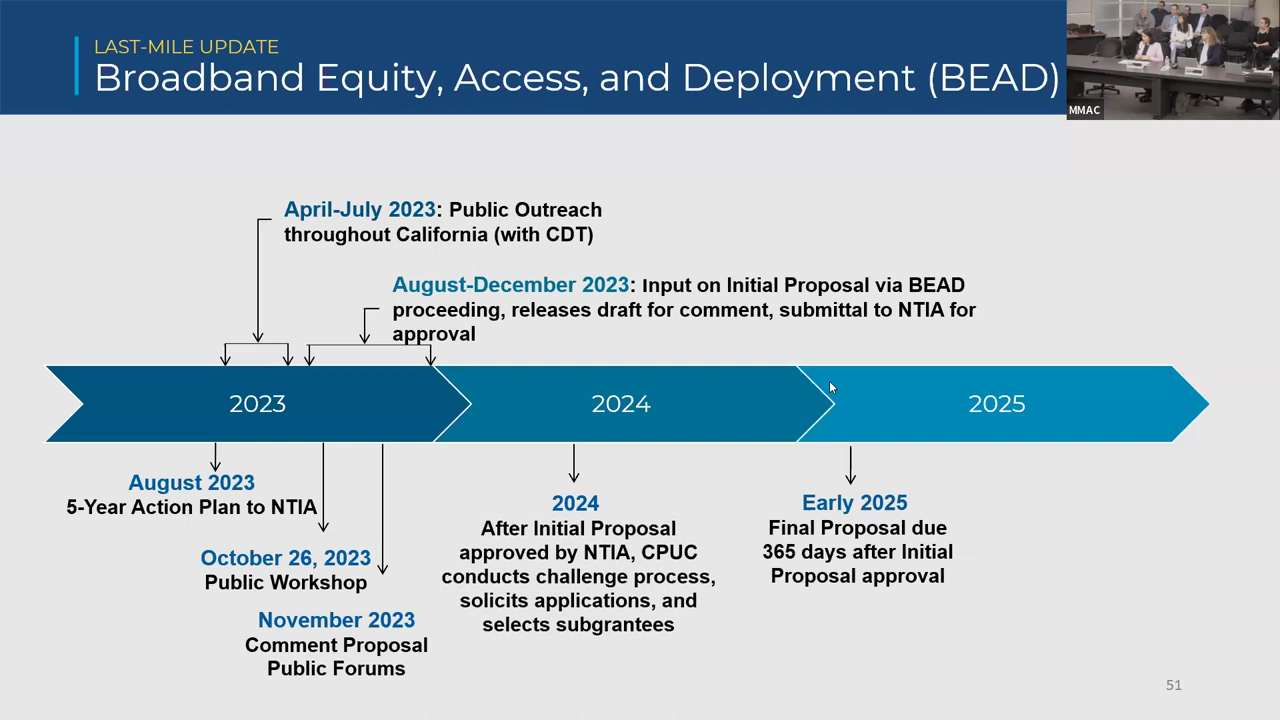 LAST-MILE UPDATE
Broadband Equity, Access, and Deployment (BEAD)
MMAC
April-July 2023: Public Outreach
throughout California (with CDT)
August-December 2023: Input on Initial Proposal via BEAD
proceeding, releases draft for comment, submittal to NTIA for
approval
2023
2024
2025
August 2023
5-Year Action Plan to NTIA
October 26, 2023
Public Workshop
November 2023
Comment Proposal
Public Forums
2024
After Initial Proposal
approved by NTIA, CPUC
conducts challenge process,
solicits applications, and
selects subgrantees
Early 2025
Final Proposal due
365 days after Initial
Proposal approval
51